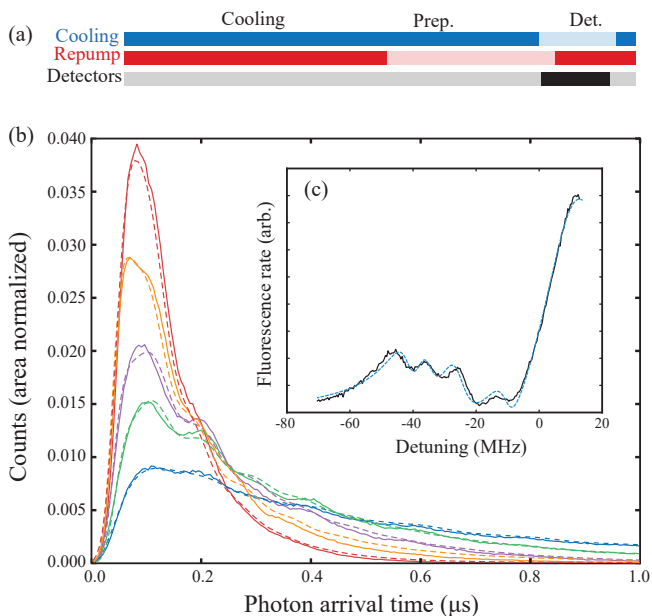 (a)
Cooling Prep. Det.
Cooling
Repump
Detectors
(b)
0.040
0.035
0.030
0.025
0.020
0.015
0.010
0.005
0.000
Counts (area normalized)
0.0 0.2 0.4 0.6 0.8 1.0
Photon arrival time (μs)
(c)
Fluorescence rate (arb.)
-80 -60 -40 -20 0 20
Detuning (MHz)